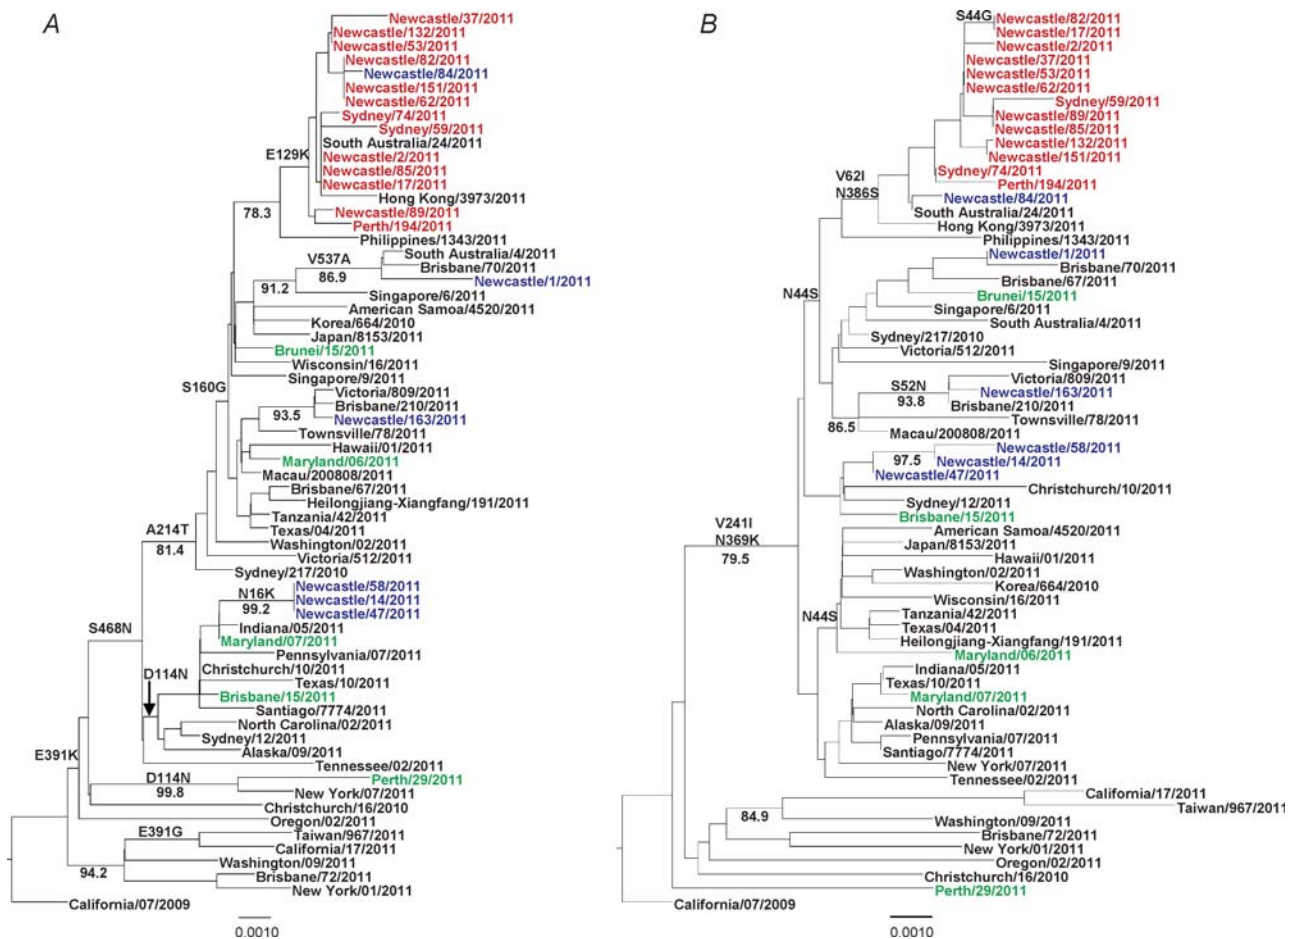 A
Newcastle/37/2011
Newcastle/132/2011
Newcastle/53/2011
Newcastle/82/2011
Newcastle/84/2011
Newcastle/151/2011
Newcastle/62/2011
Sydney/74/2011
Sydney/59/2011
South Australia/24/2011
E129K
Newcastle/2/2011
Newcastle/85/2011
Newcastle/17/2011
Hong Kong/3973/2011
78.3
Newcastle/89/2011
Perth/194/2011
Philippines/1343/2011
South Australia/4/2011
V537A
Brisbane/70/2011
86.9
Newcastle/1/2011
91.2
Singapore/6/2011
American Samoa/4520/2011
Korea/664/2010
Japan/8153/2011
Brunei/15/2011
Wisconsin/16/2011
Singapore/9/2011
S160G
Victoria/809/2011
Brisbane/210/2011
93.5
Newcastle/163/2011
Townsville/78/2011
Hawaii/01/2011
Maryland/06/2011
Macau/200808/2011
Brisbane/67/2011
Heilongjiang-Xiangfang/191/2011
Tanzania/42/2011
Texas/04/2011
A214T
Washington/02/2011
81.4
Victoria/512/2011
Sydney/217/2010
Newcastle/58/2011
N16K
Newcastle/14/2011
99.2
Newcastle/47/2011
S468N
Indiana/05/2011
Maryland/07/2011
Pennsylvania/07/2011
Christchurch/10/2011
D114N
Texas/10/2011
Brisbane/15/2011
Santiago/7774/2011
North Carolina/02/2011
Sydney/12/2011
Alaska/09/2011
E391K
Tennessee/02/2011
D114N
Perth/29/2011
99.8
New York/07/2011
Christchurch/16/2010
Oregon/02/2011
E391G
Taiwan/967/2011
California/17/2011
Washington/09/2011
94.2
Brisbane/72/2011
New York/01/2011
California/07/2009
0.0010
B
S44G
Newcastle/82/2011
Newcastle/17/2011
Newcastle/2/2011
Newcastle/37/2011
Newcastle/53/2011
Newcastle/62/2011
Sydney/59/2011
Newcastle/89/2011
Newcastle/85/2011
Newcastle/132/2011
Newcastle/151/2011
Sydney/74/2011
V62I
Perth/194/2011
N386S
Newcastle/84/2011
South Australia/24/2011
Hong Kong/3973/2011
Philippines/1343/2011
Newcastle/1/2011
Brisbane/70/2011
Brisbane/67/2011
N44S
Brunei/15/2011
Singapore/6/2011
South Australia/4/2011
Sydney/217/2010
Victoria/512/2011
Singapore/9/2011
Victoria/809/2011
S52N
Newcastle/163/2011
93.8
Brisbane/210/2011
Townsville/78/2011
86.5
Macau/200808/2011
Newcastle/58/2011
97.5
Newcastle/14/2011
Newcastle/47/2011
Christchurch/10/2011
Sydney/12/2011
Brisbane/15/2011
V241I
American Samoa/4520/2011
N369K
Japan/8153/2011
79.5
Hawaii/01/2011
Washington/02/2011
Korea/664/2010
Wisconsin/16/2011
N44S
Tanzania/42/2011
Texas/04/2011
Heilongjiang-Xiangfang/191/2011
Maryland/06/2011
Indiana/05/2011
Texas/10/2011
Maryland/07/2011
North Carolina/02/2011
Alaska/09/2011
Pennsylvania/07/2011
Santiago/7774/2011
New York/07/2011
Tennessee/02/2011
California/17/2011
Taiwan/967/2011
84.9
Washington/09/2011
Brisbane/72/2011
New York/01/2011
Oregon/02/2011
Christchurch/16/2010
Perth/29/2011
California/07/2009
0.0010